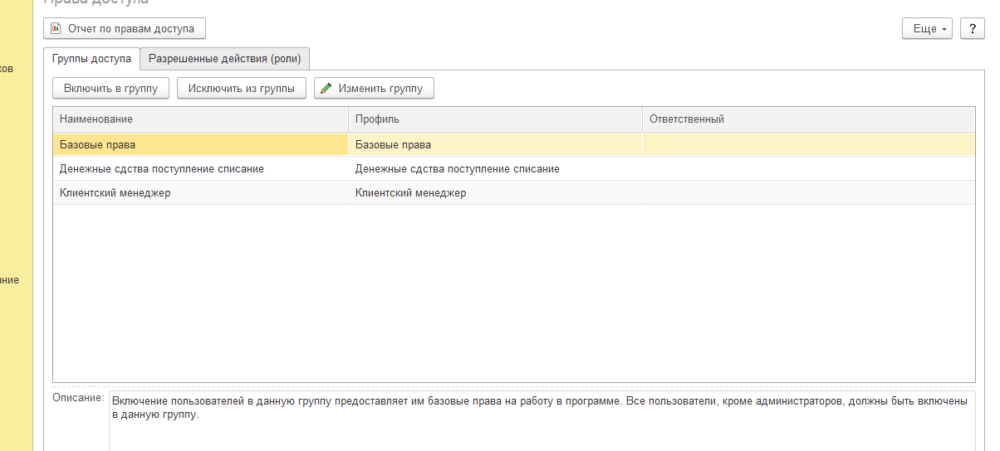 Права доступа
Отчет по правам доступа
Еще
?
Группы доступа
Разрешенные действия (роли)
Включить в группу
Исключить из группы
Изменить группу
Наименование
Профиль
Ответственный
Базовые права
Базовые права
Денежные сдства поступление списание
Денежные сдства поступление списание
Клиентский менеджер
Клиентский менеджер
Описание:
Включение пользователей в данную группу предоставляет им базовые права на работу в программе. Все пользователи, кроме администраторов, должны быть включены
в данную группу.